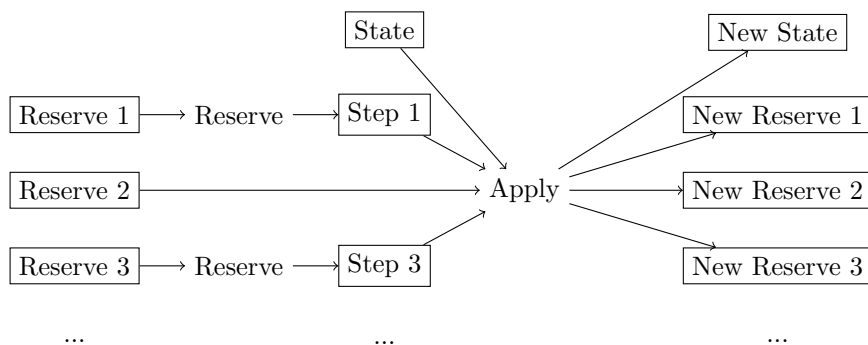 State
New State
Reserve 1
Reserve
Step 1
New Reserve 1
Reserve 2
Apply
New Reserve 2
Reserve 3
Reserve
Step 3
New Reserve 3
...
...
...